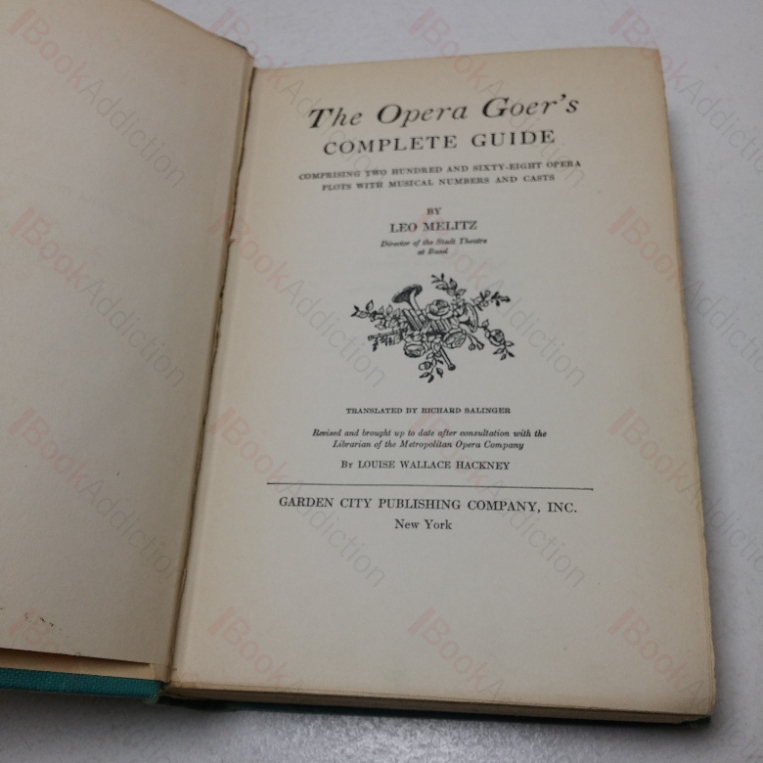 The Opera Goer's
COMPLETE GUIDE
COMPRISING TWO HUNDRED AND SIXTY-EIGHT OPERA
PLOTS WITH MUSICAL NUMBERS AND CASTS
BY
LEO MELITZ
Director of the Stadt Theatre
at Basel
TRANSLATED BY RICHARD SALINGER
Revised and brought up to date after consultation with the
Librarian of the Metropolitan Opera Company
By LOUISE WALLACE HACKNEY
GARDEN CITY PUBLISHING COMPANY, INC.
New York
BookAddiction